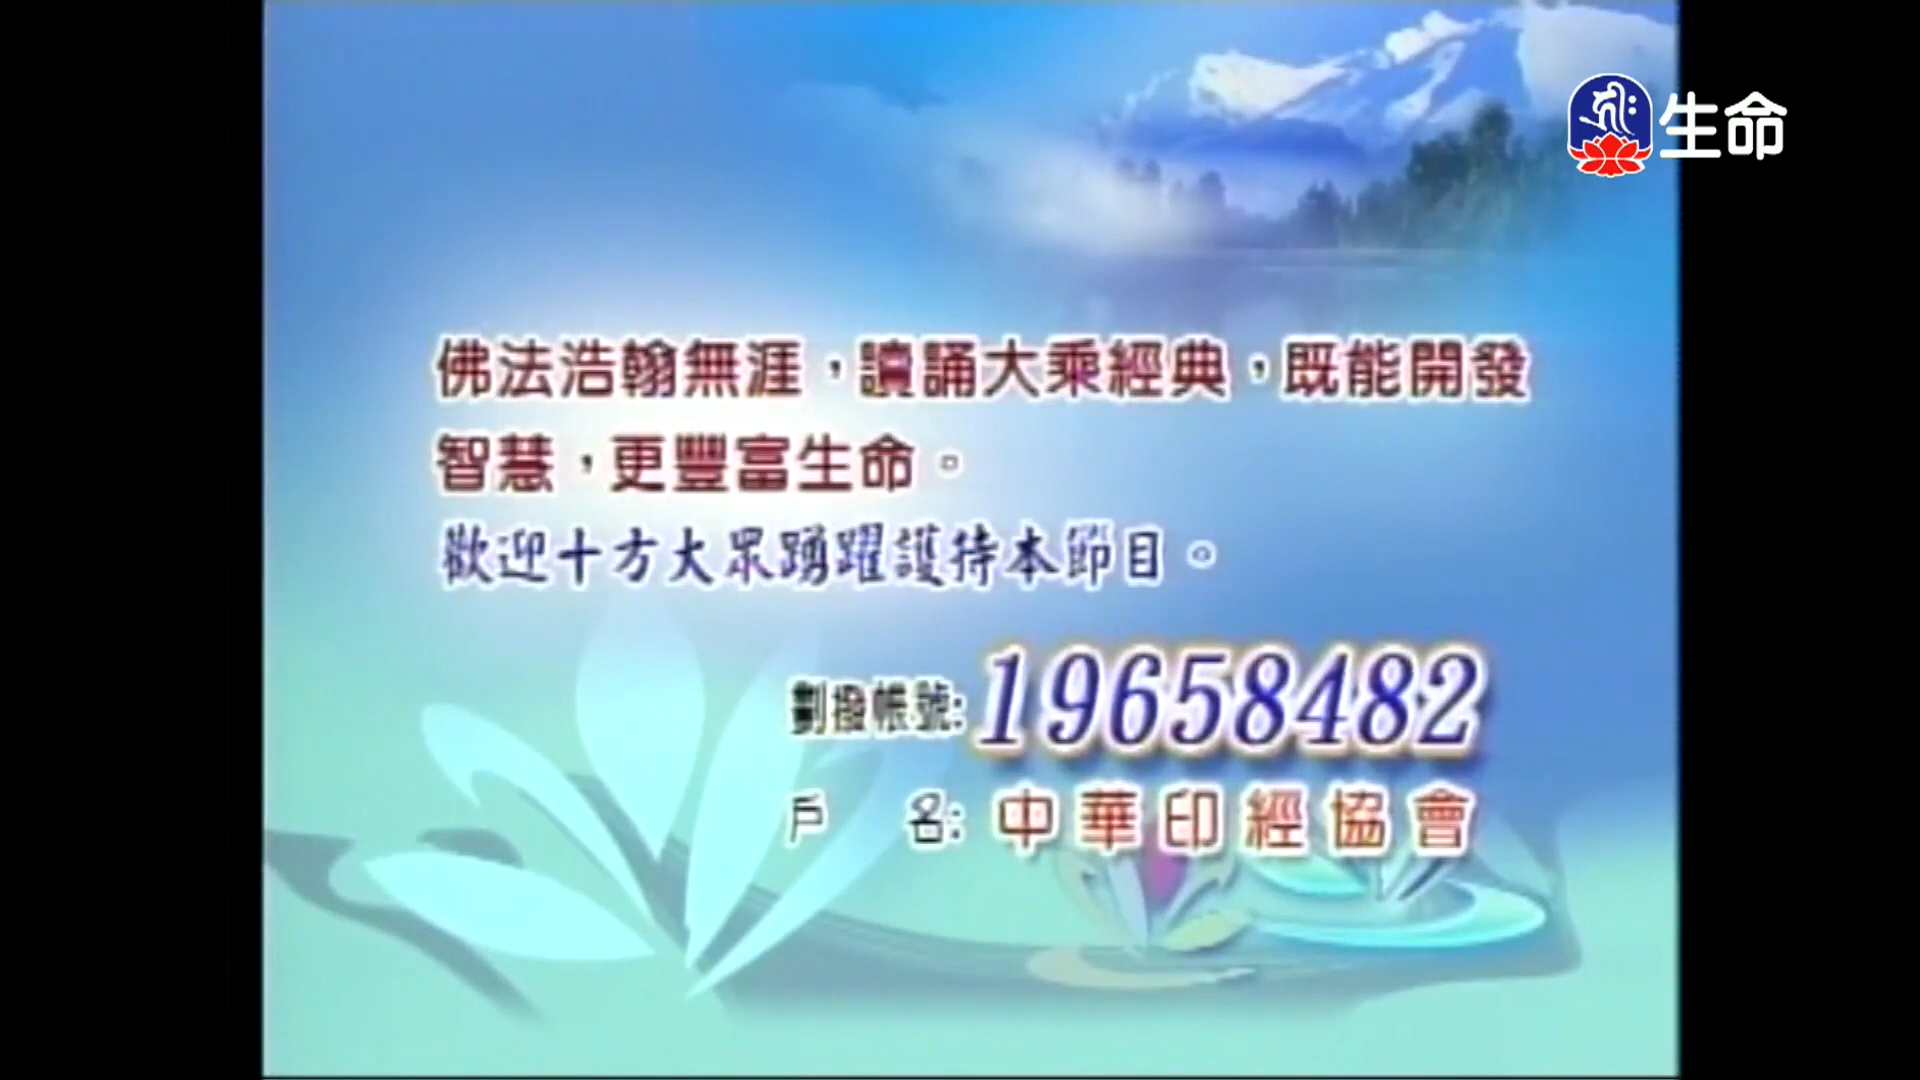 生命
佛法浩翰無涯，讀誦大乘經典，既能開發
智慧，更豐富生命。
歡迎十方大眾踴躍護持本節目。
劃撥帳號:19658482
戶 名:中華印經協會